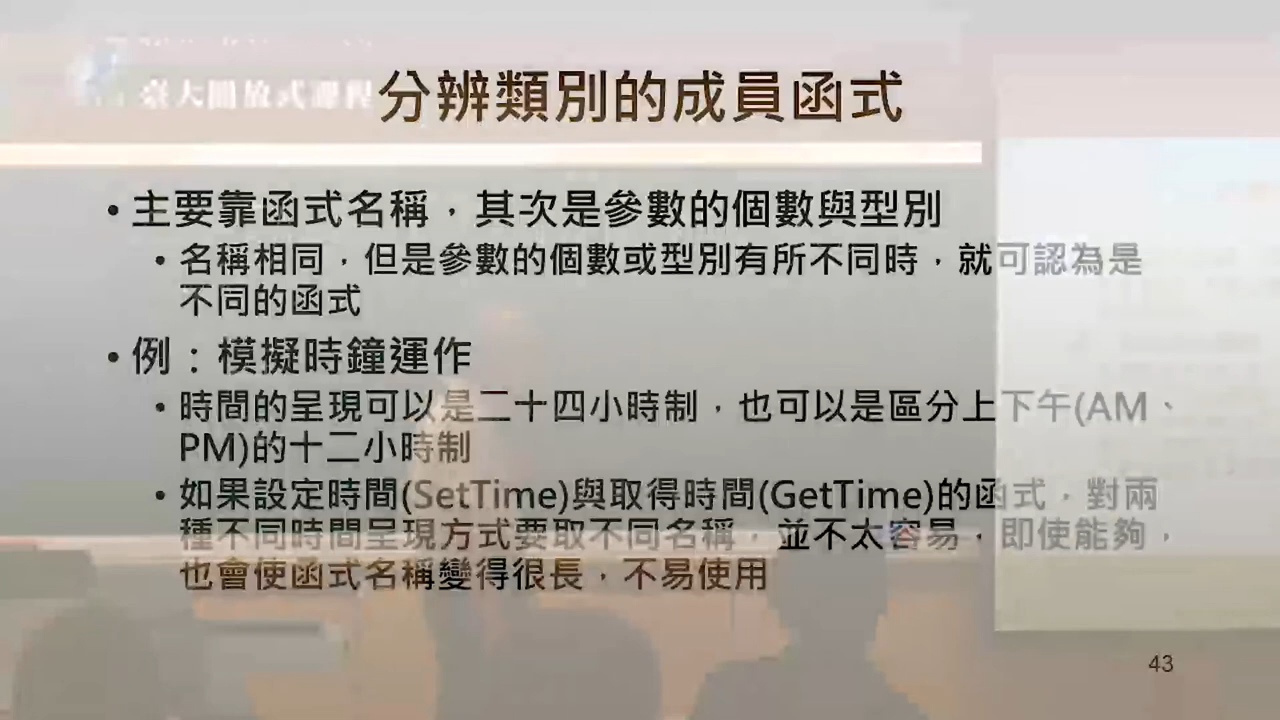 臺大開放式課程
分辨類別的成員函式
• 主要靠函式名稱，其次是參數的個數與型別
• 名稱相同，但是參數的個數或型別有所不同時，就可認為是
不同的函式
• 例：模擬時鐘運作
• 時間的呈現可以是二十四小時制，也可以是區分上下午(AM、
PM)的十二小時制
• 如果設定時間(SetTime)與取得時間(GetTime)的函式，對兩
種不同時間呈現方式要取不同名稱，並不太容易，即使能夠，
也會使函式名稱變得很長，不易使用
43